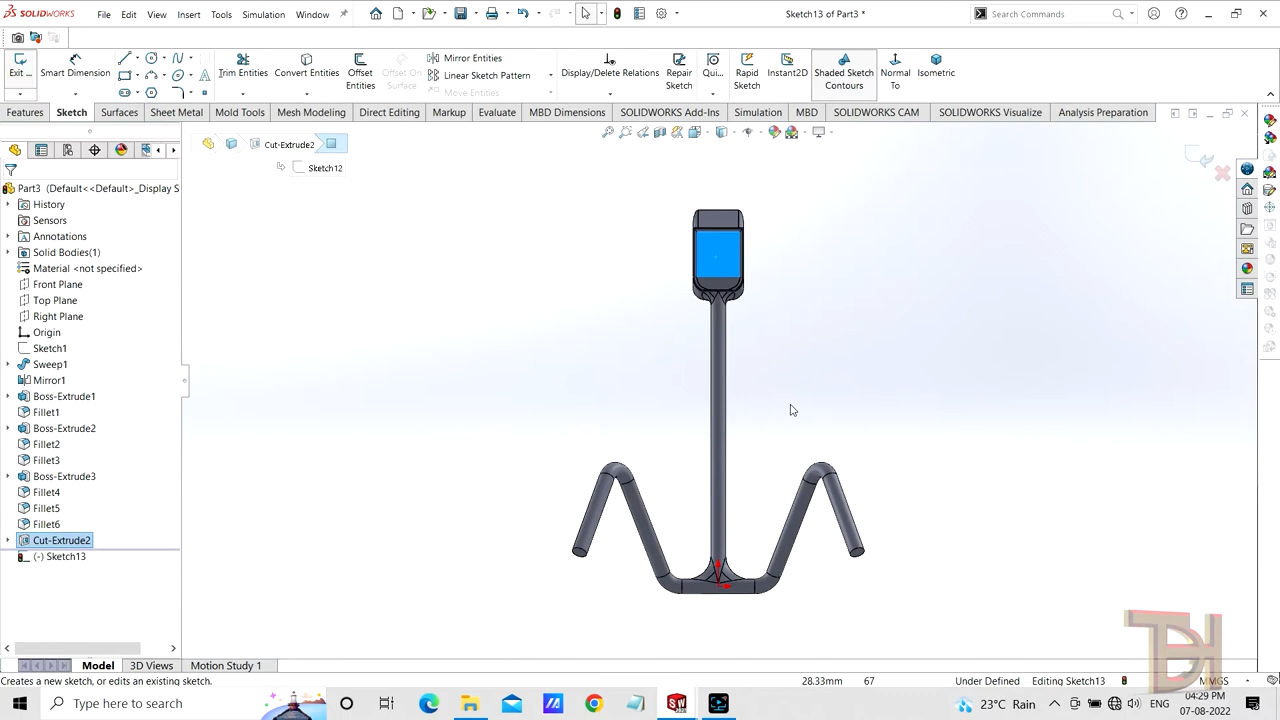 SOLIDWORKS File Edit View Insert Tools Simulation Window Sketch13 of Part3 * Search Commands
Exit ... Smart Dimension Trim Entities Convert Entities Offset Entities Offset On Surface Mirror Entities Linear Sketch Pattern Move Entities Display/Delete Relations Repair Sketch Qui... Rapid Sketch Instant2D Shaded Sketch Contours Normal To Isometric
Features Sketch Surfaces Sheet Metal Mold Tools Mesh Modeling Direct Editing Markup Evaluate MBD Dimensions SOLIDWORKS Add-Ins Simulation MBD SOLIDWORKS CAM SOLIDWORKS Visualize Analysis Preparation
Cut-Extrude2
Sketch12
Part3 (Default<<Default>_Display S
History
Sensors
Annotations
Solid Bodies(1)
Material <not specified>
Front Plane
Top Plane
Right Plane
Origin
Sketch1
Sweep1
Mirror1
Boss-Extrude1
Fillet1
Boss-Extrude2
Fillet2
Fillet3
Boss-Extrude3
Fillet4
Fillet5
Fillet6
Cut-Extrude2
(-) Sketch13
Model 3D Views Motion Study 1
Creates a new sketch, or edits an existing sketch. 28.33mm 67 Under Defined Editing Sketch13 MMGS
Type here to search 23°C Rain ENG 04:29 PM
07-08-2022